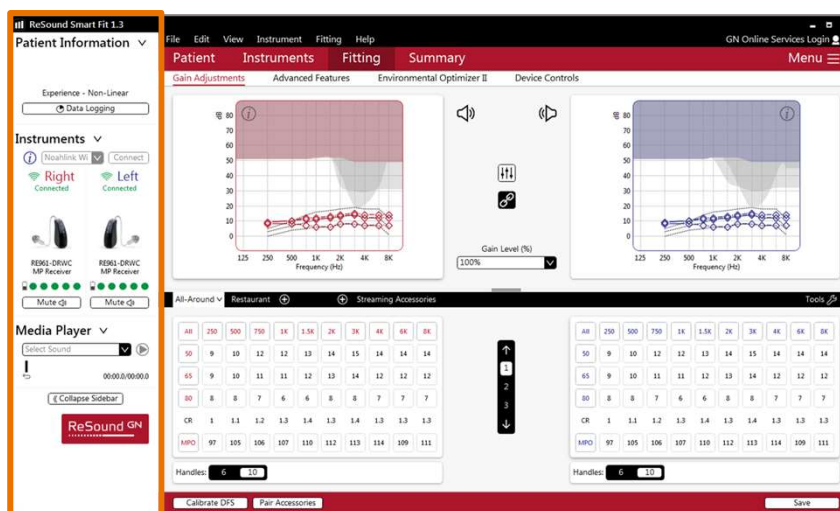 ReSound Smart Fit 1.3
Patient Information
Experience - Non-Linear
Data Logging
Instruments
Noahlink Wi Connect
Right Left
Connected Connected
RE961-DRWC RE961-DRWC
MP Receiver MP Receiver
Mute Mute
Media Player
Select Sound
00:00.0/00:00.0
Collapse Sidebar
ReSound GN
File Edit View Instrument Fitting Help GN Online Services Login
Patient Instruments Fitting Summary Menu
Gain Adjustments Advanced Features Environmental Optimizer II Device Controls
dB 80 70 60 50 40 30 20 10 0
125 250 500 1K 2K 4K 8K
Frequency (Hz)
Gain Level (%)
100%
dB 80 70 60 50 40 30 20 10 0
125 250 500 1K 2K 4K 8K
Frequency (Hz)
All-Around Restaurant Streaming Accessories Tools
All 250 500 750 1K 1.5K 2K 3K 4K 6K 8K
50 9 10 12 12 13 14 15 14 14 14
65 9 10 11 11 12 13 14 12 12 12
80 8 8 7 6 6 8 8 7 7 7
CR 1 1.1 1.2 1.3 1.4 1.3 1.4 1.3 1.3 1.3
MPO 97 105 106 107 110 112 113 114 109 111
Handles: 6 10
1
2
3
All 250 500 750 1K 1.5K 2K 3K 4K 6K 8K
50 9 10 12 12 13 14 15 14 14 14
65 9 10 11 11 12 13 14 12 12 12
80 8 8 7 6 6 8 8 7 7 7
CR 1 1.1 1.2 1.3 1.4 1.3 1.4 1.3 1.3 1.3
MPO 97 105 106 107 110 112 113 114 109 111
Handles: 6 10
Calibrate DFS Pair Accessories Save